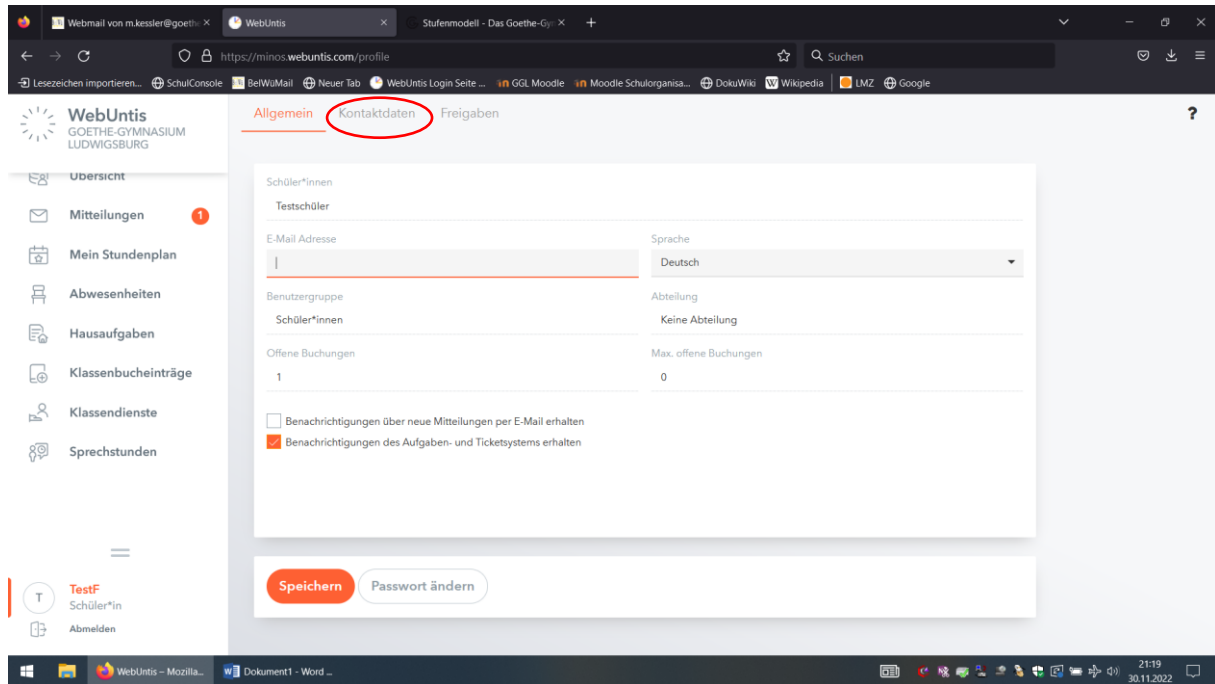 Webmail von m.kessler@goeth
WebUntis
Stufenmodell - Das Goethe-Gy
https://minos.webuntis.com/profile
Suchen
Lesezeichen importieren...
SchulConsole
BelWüMail
Neuer Tab
WebUntis Login Seite ...
GGL Moodle
Moodle Schulorganisa...
DokuWiki
Wikipedia
LMZ
Google
WebUntis
GOETHE-GYMNASIUM
LUDWIGSBURG
Allgemein
Kontaktdaten
Freigaben
?
Übersicht
Mitteilungen
1
Mein Stundenplan
Abwesenheiten
Hausaufgaben
Klassenbucheinträge
Klassendienste
Sprechstunden
Schüler*innen
Testschüler
E-Mail Adresse
Sprache
Deutsch
Benutzergruppe
Abteilung
Schüler*innen
Keine Abteilung
Offene Buchungen
Max. offene Buchungen
1
0
Benachrichtigungen über neue Mitteilungen per E-Mail erhalten
Benachrichtigungen des Aufgaben- und Ticketsystems erhalten
Speichern
Passwort ändern
T
TestF
Schüler*in
Abmelden
WebUntis – Mozilla...
Dokument1 - Word ...
21:19
30.11.2022